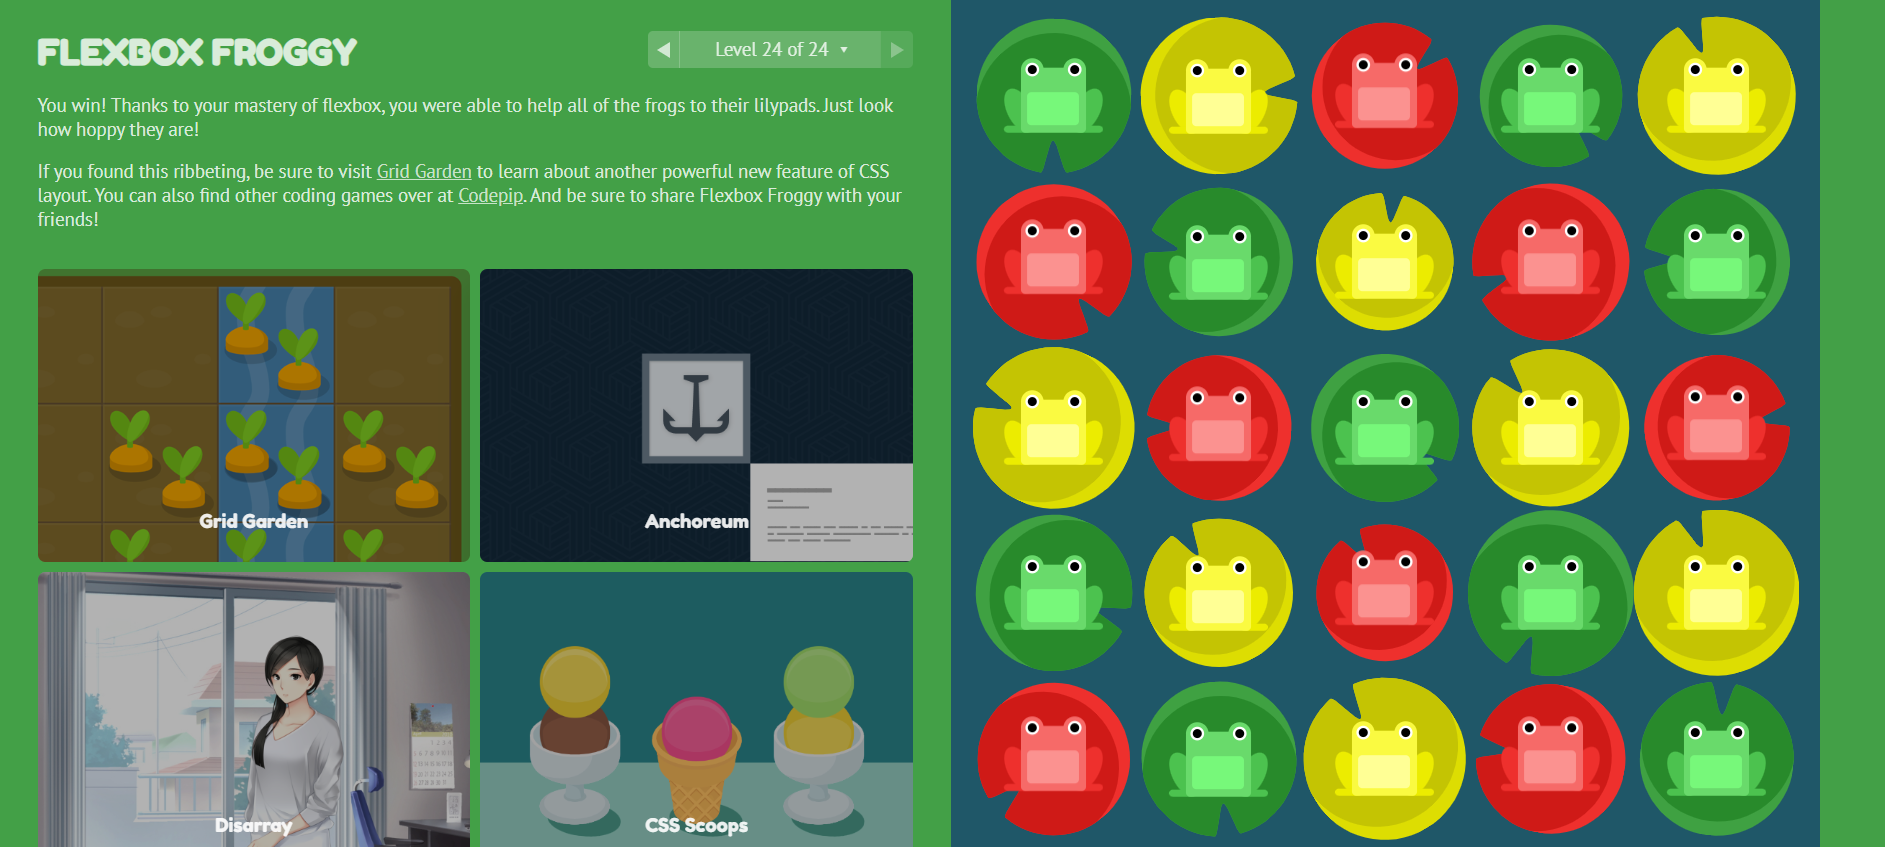 FLEXBOX FROGGY
Level 24 of 24
You win! Thanks to your mastery of flexbox, you were able to help all of the frogs to their lilypads. Just look
how hoppy they are!
If you found this ribbeting, be sure to visit Grid Garden to learn about another powerful new feature of CSS
layout. You can also find other coding games over at Codepip. And be sure to share Flexbox Froggy with your
friends!
Grid Garden
Anchoreum
Disarray
CSS Scoops